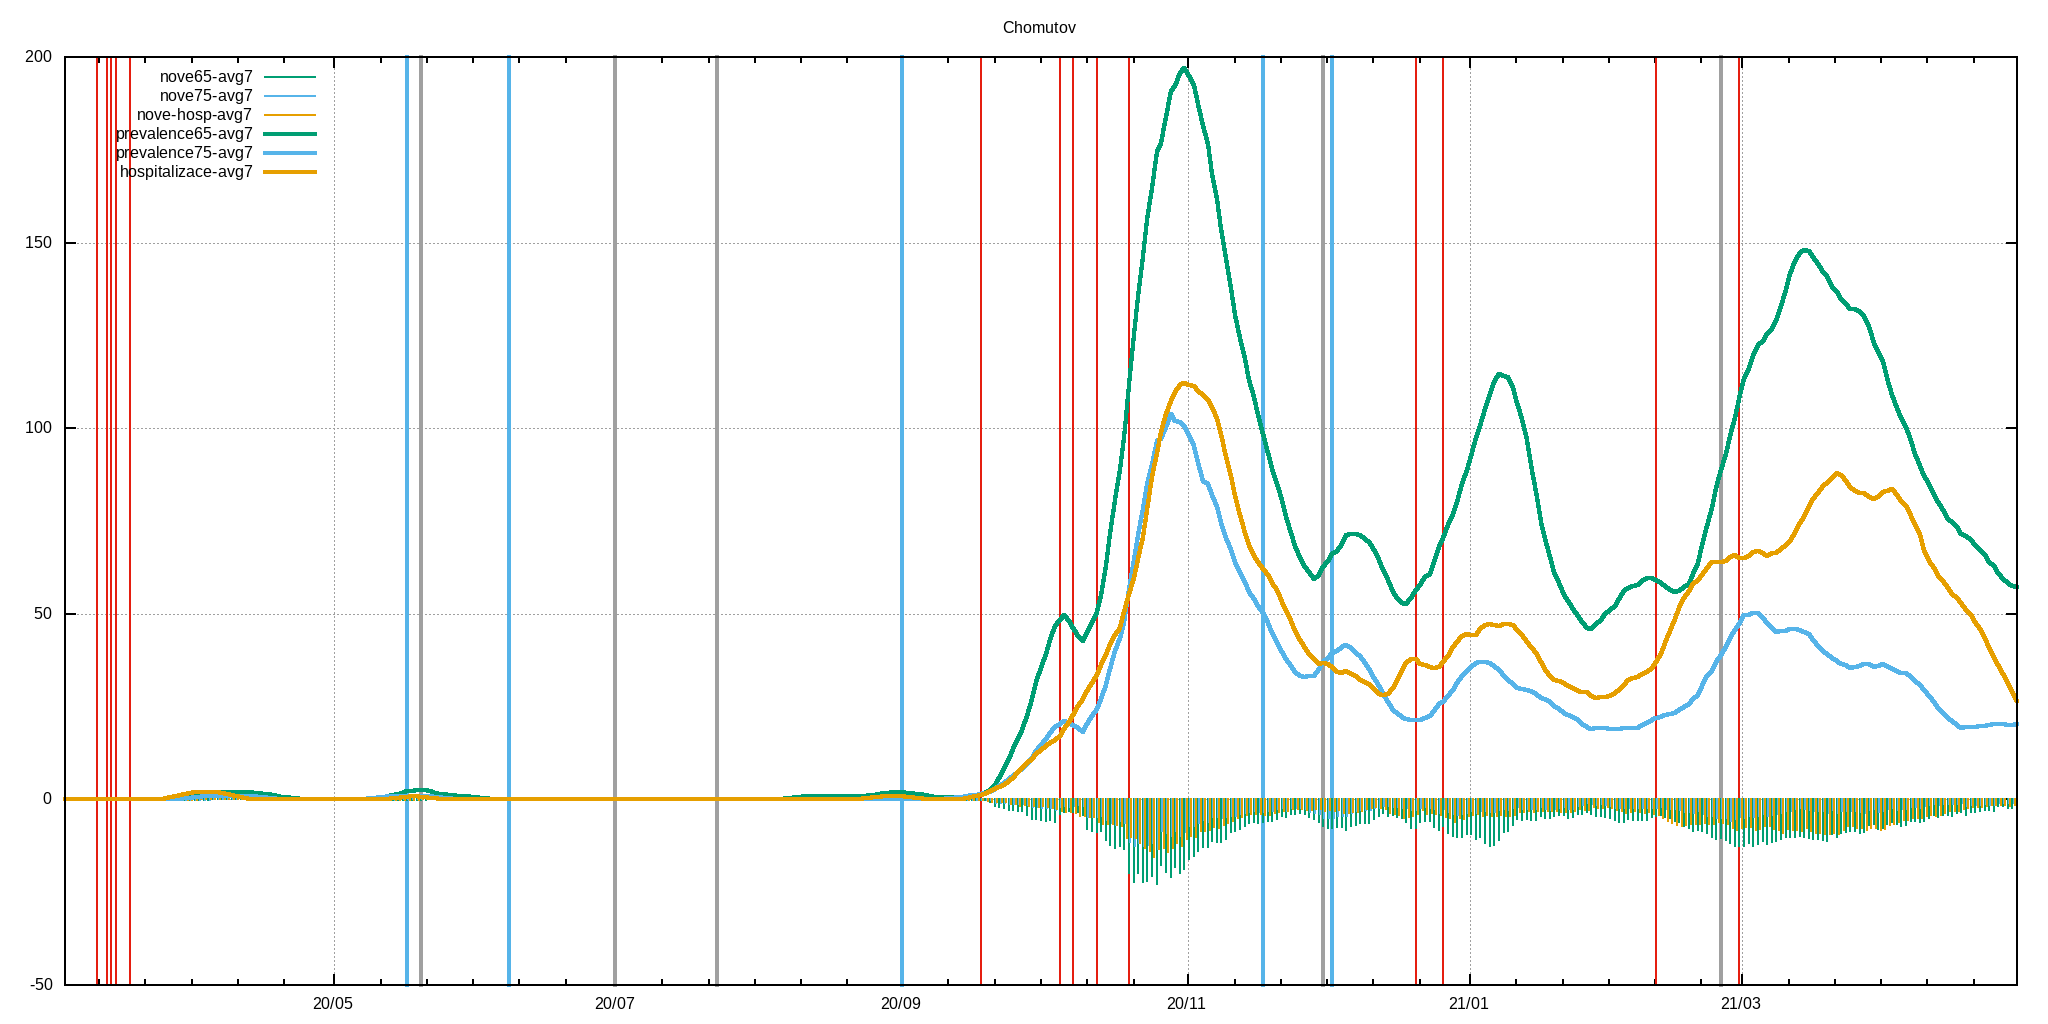 Chomutov
200
nove65-avg7
nove75-avg7
nove-hosp-avg7
prevalence65-avg7
prevalence75-avg7
hospitalizace-avg7
150
100
50
0
-50
20/05 20/07 20/09 20/11 21/01 21/03